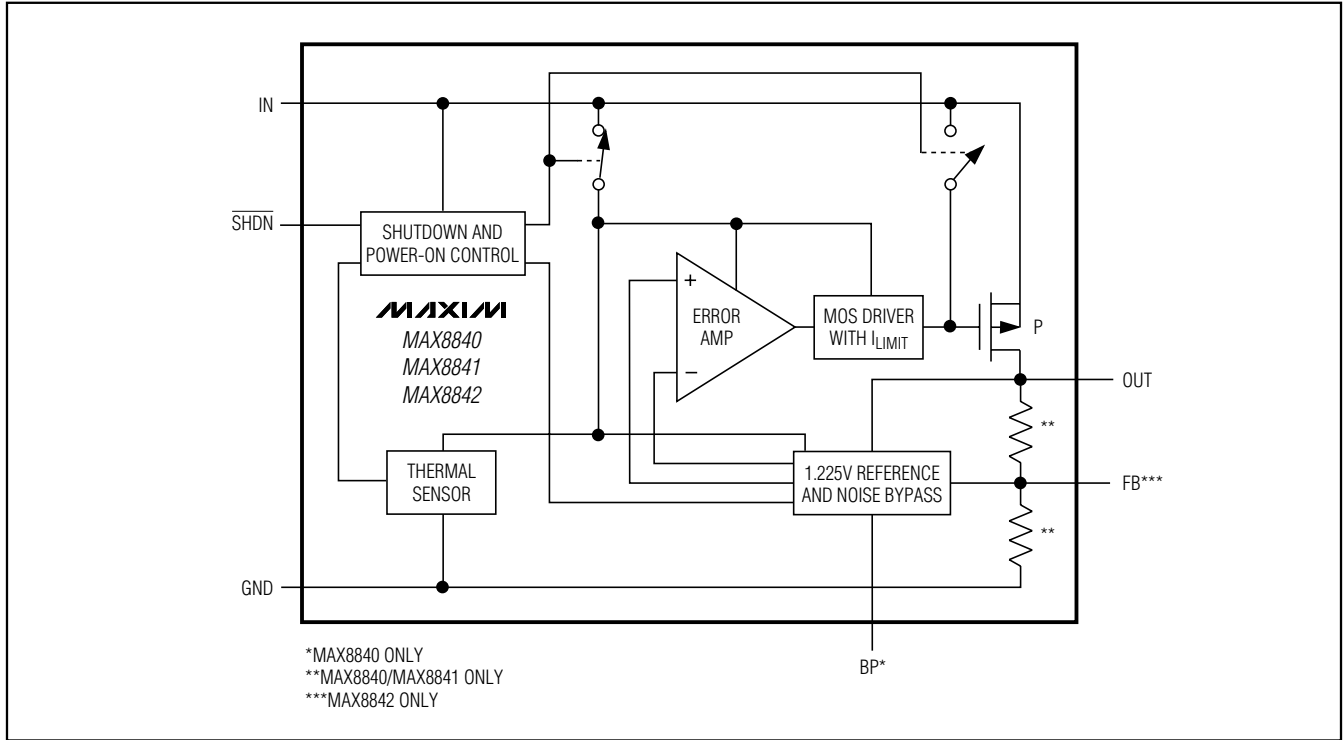 IN
SHDN
SHUTDOWN AND
POWER-ON CONTROL
MAXIM
MAX8840
MAX8841
MAX8842
ERROR
AMP
+
−
MOS DRIVER
WITH ILIMIT
P
OUT
**
THERMAL
SENSOR
1.225V REFERENCE
AND NOISE BYPASS
FB***
**
GND
BP*
*MAX8840 ONLY
**MAX8840/MAX8841 ONLY
***MAX8842 ONLY